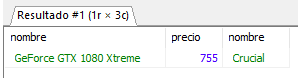 Resultado #1 (1r × 3c)
nombre precio nombre
GeForce GTX 1080 Xtreme 755 Crucial